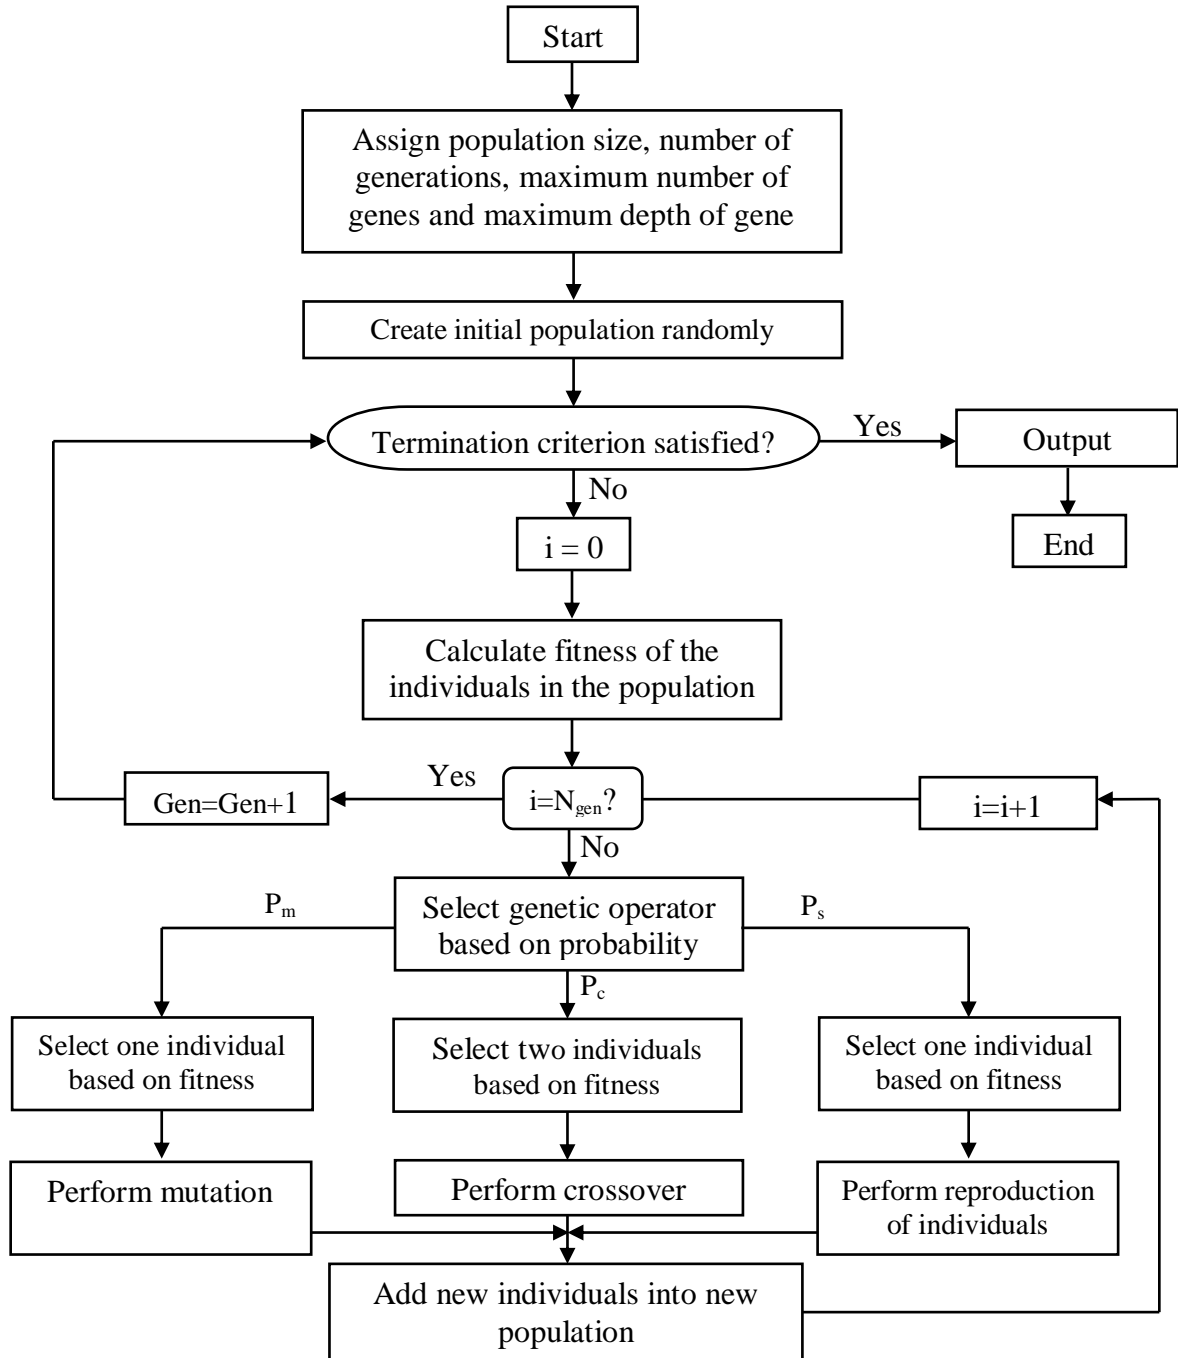 Start
Assign population size, number of
generations, maximum number of
genes and maximum depth of gene
Create initial population randomly
Termination criterion satisfied?
Yes
Output
No
End
i = 0
Calculate fitness of the
individuals in the population
Yes
Gen=Gen+1
i=Ngen?
i=i+1
No
Pm
Select genetic operator
based on probability
Ps
Pc
Select one individual
based on fitness
Select two individuals
based on fitness
Select one individual
based on fitness
Perform mutation
Perform crossover
Perform reproduction
of individuals
Add new individuals into new
population